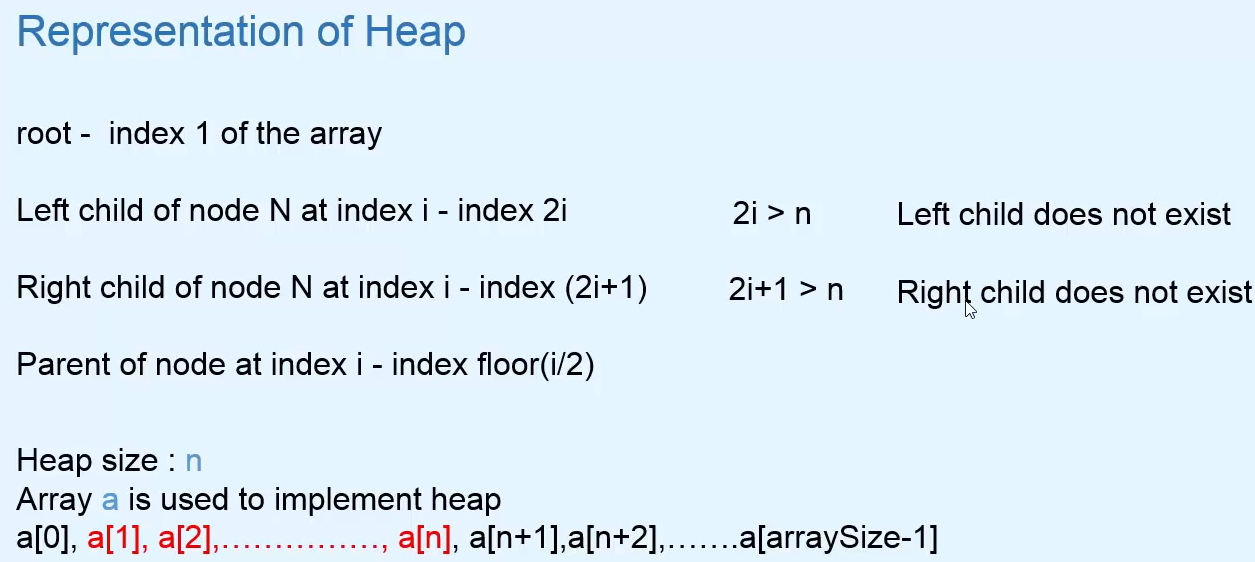 Representation of Heap
root - index 1 of the array
Left child of node N at index i - index 2i 2i > n Left child does not exist
Right child of node N at index i - index (2i+1) 2i+1 > n Right child does not exist
Parent of node at index i - index floor(i/2)
Heap size : n
Array a is used to implement heap
a[0], a[1], a[2],……………, a[n], a[n+1],a[n+2],…….a[arraySize-1]